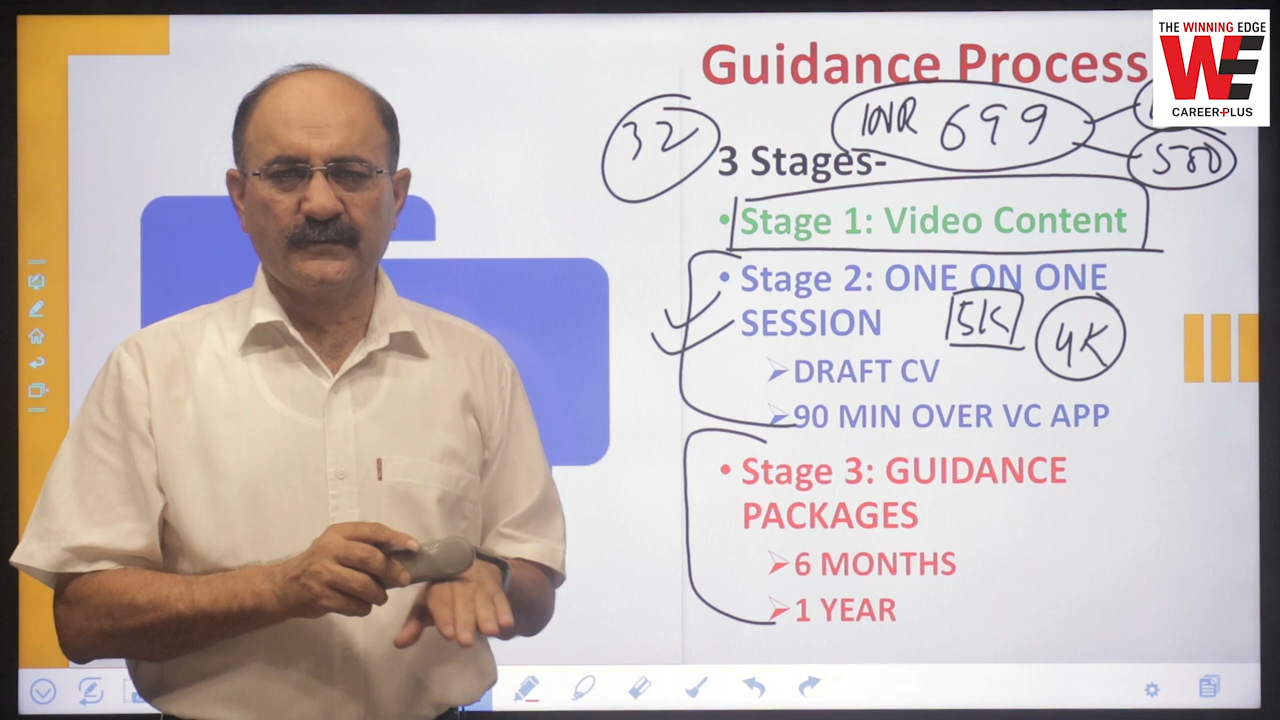 THE WINNING EDGE
WE
CAREER PLUS
Guidance Process
INR 699
32
500
3 Stages-
• Stage 1: Video Content
• Stage 2: ONE ON ONE
SESSION
5K
4K
➢DRAFT CV
➢90 MIN OVER VC APP
• Stage 3: GUIDANCE
PACKAGES
➢6 MONTHS
➢1 YEAR